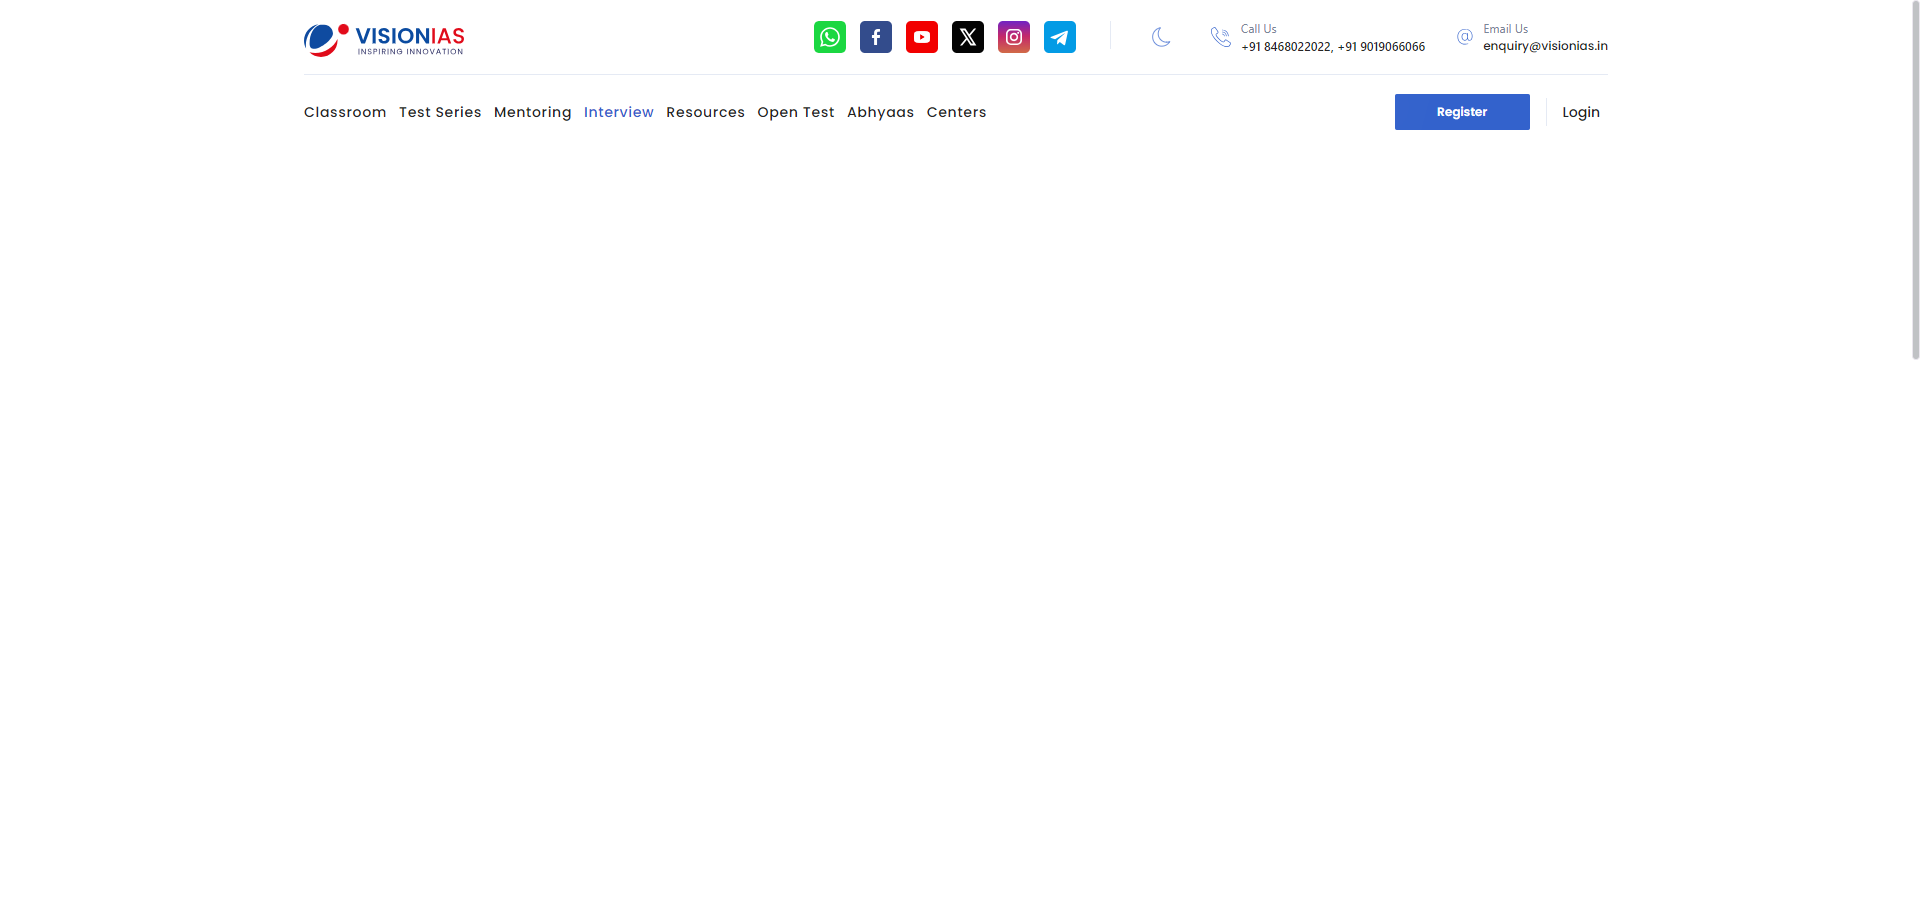 VISIONIAS
INSPIRING INNOVATION
Call Us
+91 8468022022, +91 9019066066
Email Us
enquiry@visionias.in
Classroom Test Series Mentoring Interview Resources Open Test Abhyaas Centers
Register
Login